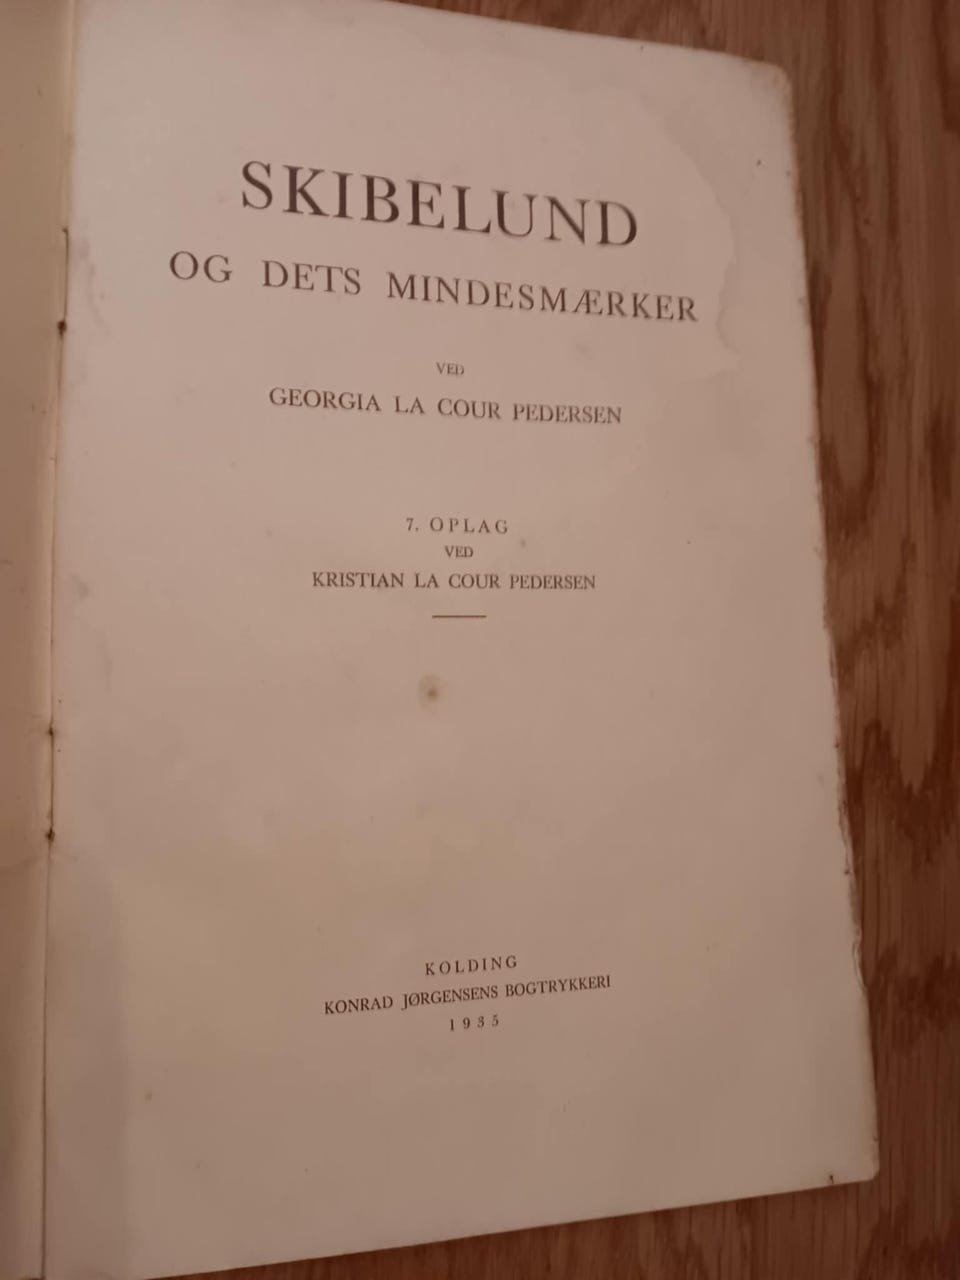 SKIBELUND
OG DETS MINDESMÆRKER
VED
GEORGIA LA COUR PEDERSEN
7. OPLAG
VED
KRISTIAN LA COUR PEDERSEN
KOLDING
KONRAD JØRGENSENS BOGTRYKKERI
1935